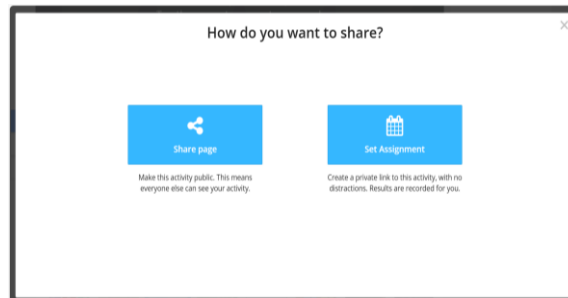 How do you want to share?
Share page
Set Assignment
Make this activity public. This means
everyone else can see your activity.
Create a private link to this activity, with no
distractions. Results are recorded for you.